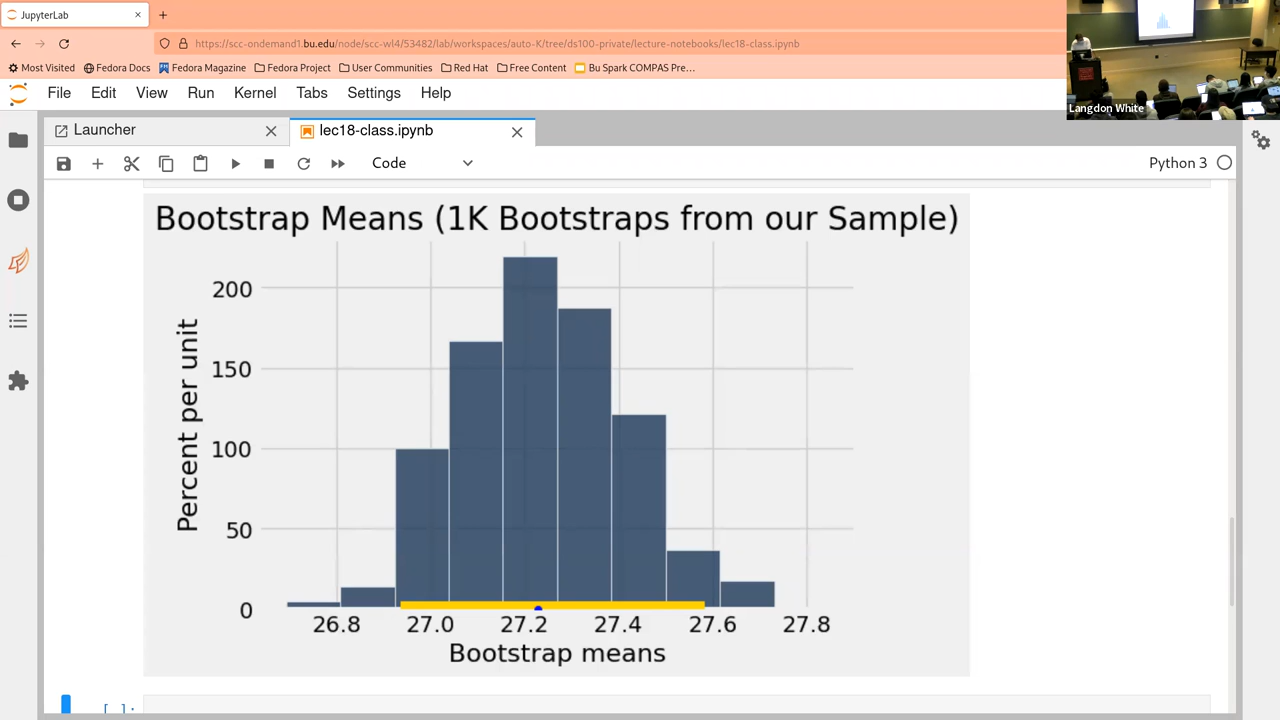 JupyterLab
https://scc-ondemand1.bu.edu/node/scc-wl4/53482/lab/workspaces/auto-K/tree/ds100-private/lecture-notebooks/lec18-class.ipynb
Most Visited Fedora Docs Fedora Magazine Fedora Project User Communities Red Hat Free Content Bu Spark COMPAS Pre…
Langdon White
File Edit View Run Kernel Tabs Settings Help
Launcher lec18-class.ipynb
Code Python 3
Bootstrap Means (1K Bootstraps from our Sample)
Percent per unit
200
150
100
50
0
26.8 27.0 27.2 27.4 27.6 27.8
Bootstrap means
[ ]: